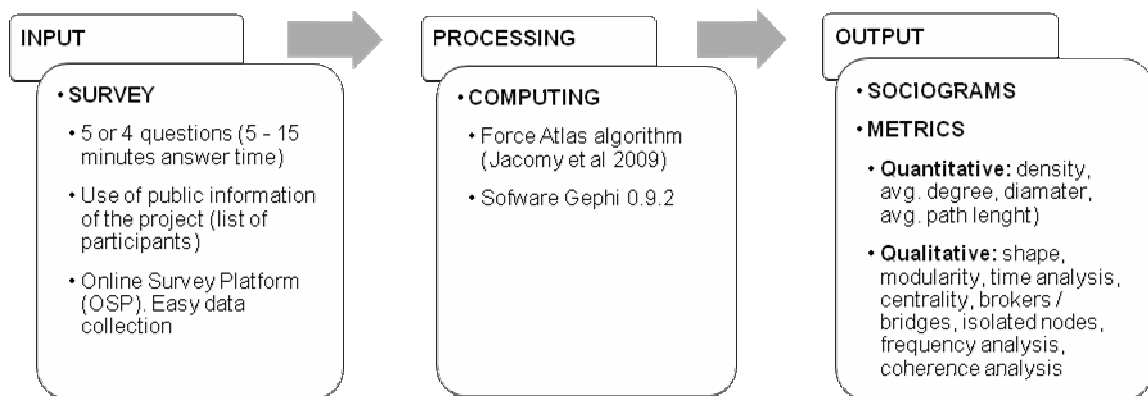 INPUT
• SURVEY
• 5 or 4 questions (5 - 15
minutes answer time)
• Use of public information
of the project (list of
participants)
• Online Survey Platform
(OSP). Easy data
collection
PROCESSING
• COMPUTING
• Force Atlas algorithm
(Jacomy et al 2009)
• Sofware Gephi 0.9.2
OUTPUT
• SOCIOGRAMS
• METRICS
• Quantitative: density,
avg. degree, diamater,
avg. path lenght)
• Qualitative: shape,
modularity, time analysis,
centrality, brokers /
bridges, isolated nodes,
frequency analysis,
coherence analysis